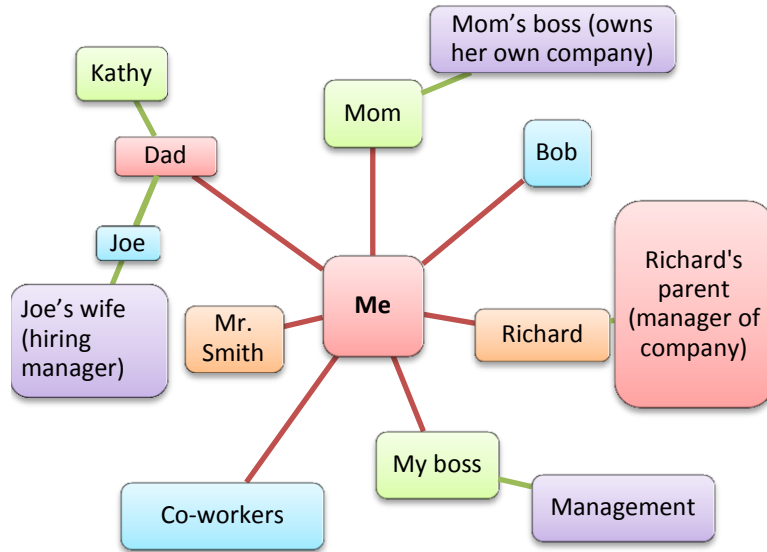 Mom’s boss (owns
her own company)
Kathy
Mom
Bob
Dad
Joe
Richard's
parent
(manager of
company)
Me
Joe’s wife
(hiring
manager)
Mr.
Smith
Richard
My boss
Management
Co-workers